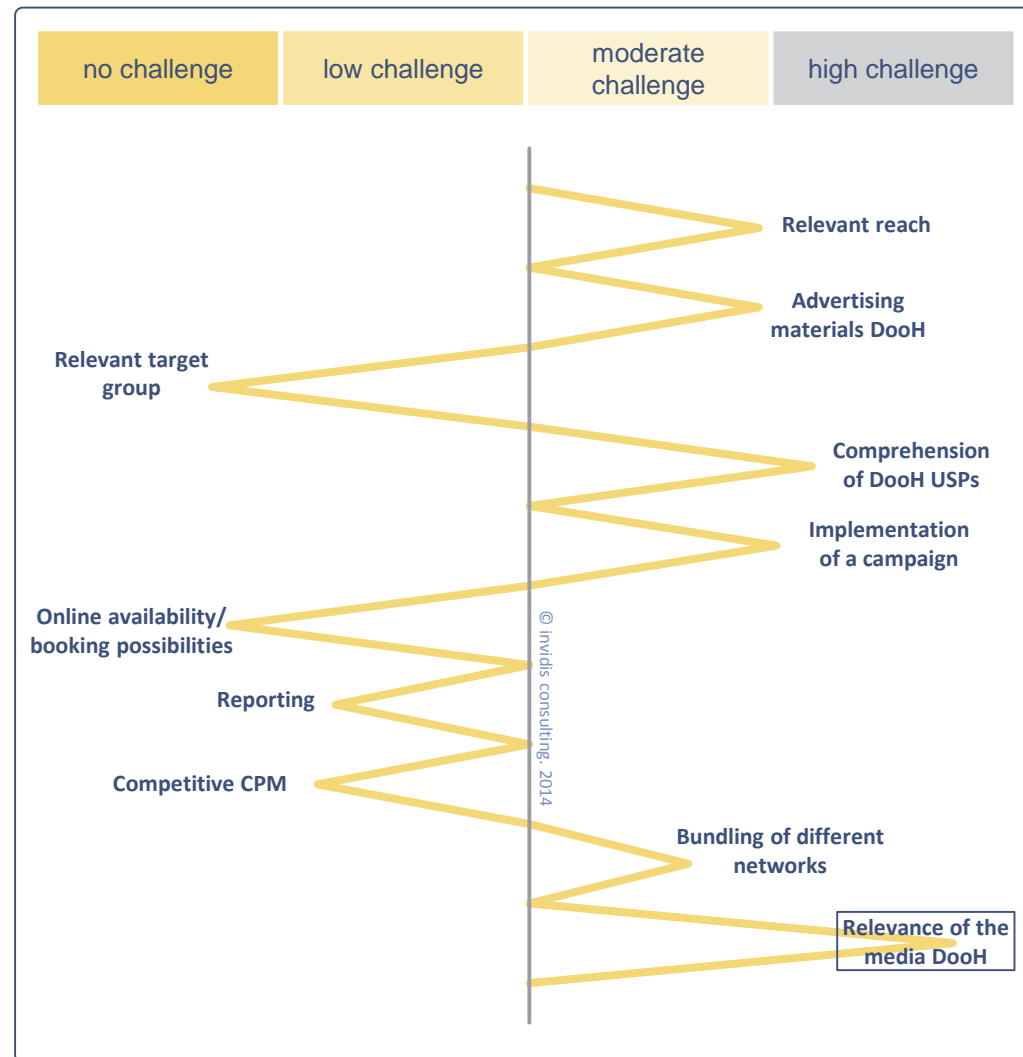 no challenge
low challenge
moderate
challenge
high challenge
Relevant reach
Advertising
materials DooH
Relevant target
group
Comprehension
of DooH USPs
Implementation
of a campaign
Online availability/
booking possibilities
© invidis consulting. 2014
Reporting
Competitive CPM
Bundling of different
networks
Relevance of the
media DooH